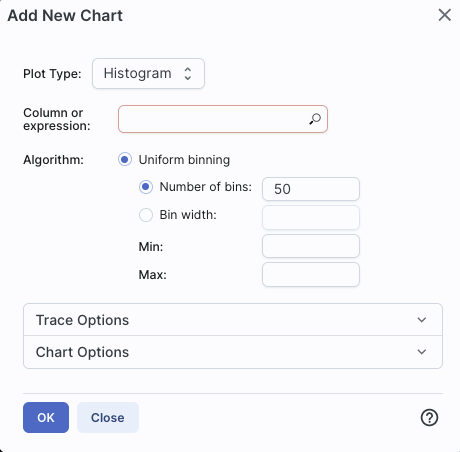 Add New Chart
Plot Type: Histogram
Column or
expression:
Algorithm: Uniform binning
Number of bins: 50
Bin width:
Min:
Max:
Trace Options
Chart Options
OK Close ?